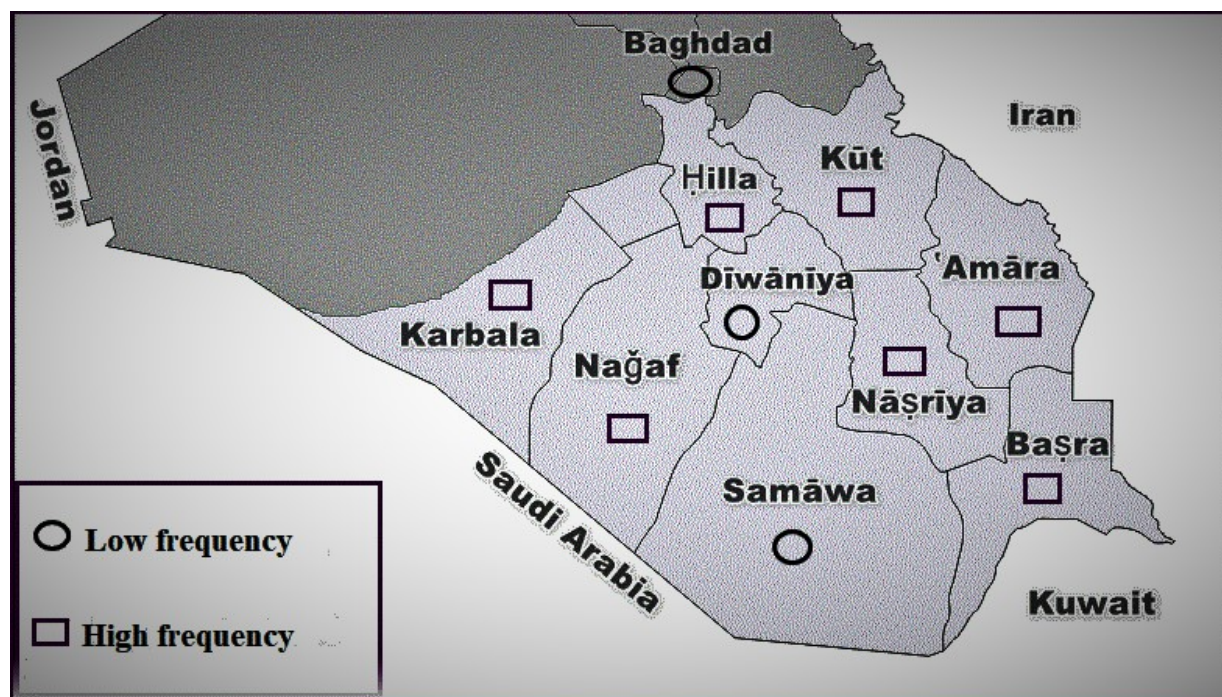 Baghdad
Jordan
Iran
Kūt
Ḥilla
ʿAmāra
Dīwānīya
Karbala
Naǧaf
Nāṣrīya
Baṣra
Samāwa
Saudi Arabia
Kuwait
Low frequency
High frequency